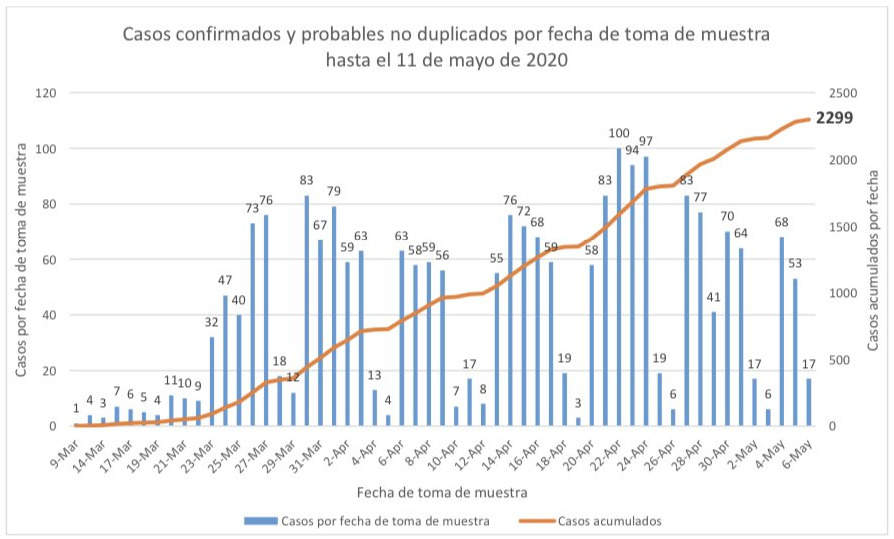 Casos confirmados y probables no duplicados por fecha de toma de muestra
hasta el 11 de mayo de 2020
Casos por fecha de toma de muestra
120
100
80
60
40
20
0
1 4 3 7 6 5 4 11 10 9 32 47 40 73 76 18 12 83 67 79 59 63 13 4 63 58 59 56 7 17 8 55 76 72 68 59 19 3 58 83 100 94 97 19 6 83 77 41 70 64 17 6 68 53 17
2299
2500
2000
1500
1000
500
0
Casos acumulados por fecha
9-Mar 14-Mar 17-Mar 19-Mar 21-Mar 23-Mar 25-Mar 27-Mar 29-Mar 31-Mar 2-Apr 4-Apr 6-Apr 8-Apr 10-Apr 12-Apr 14-Apr 16-Apr 18-Apr 20-Apr 22-Apr 24-Apr 26-Apr 28-Apr 30-Apr 2-May 4-May 6-May
Fecha de toma de muestra
Casos por fecha de toma de muestra
Casos acumulados